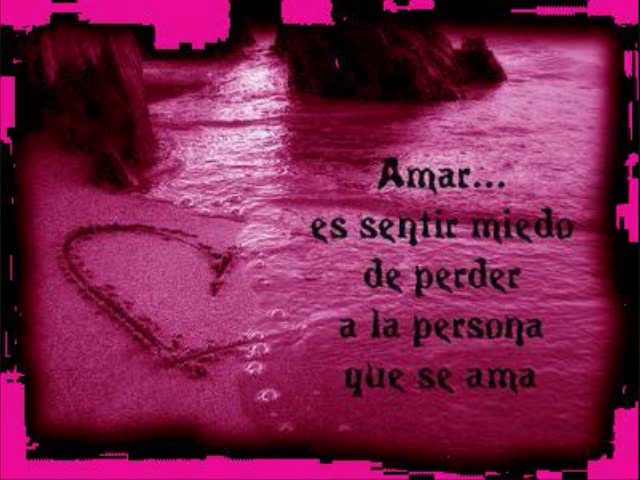 Amar...
es sentir miedo
de perder
a la persona
que se ama